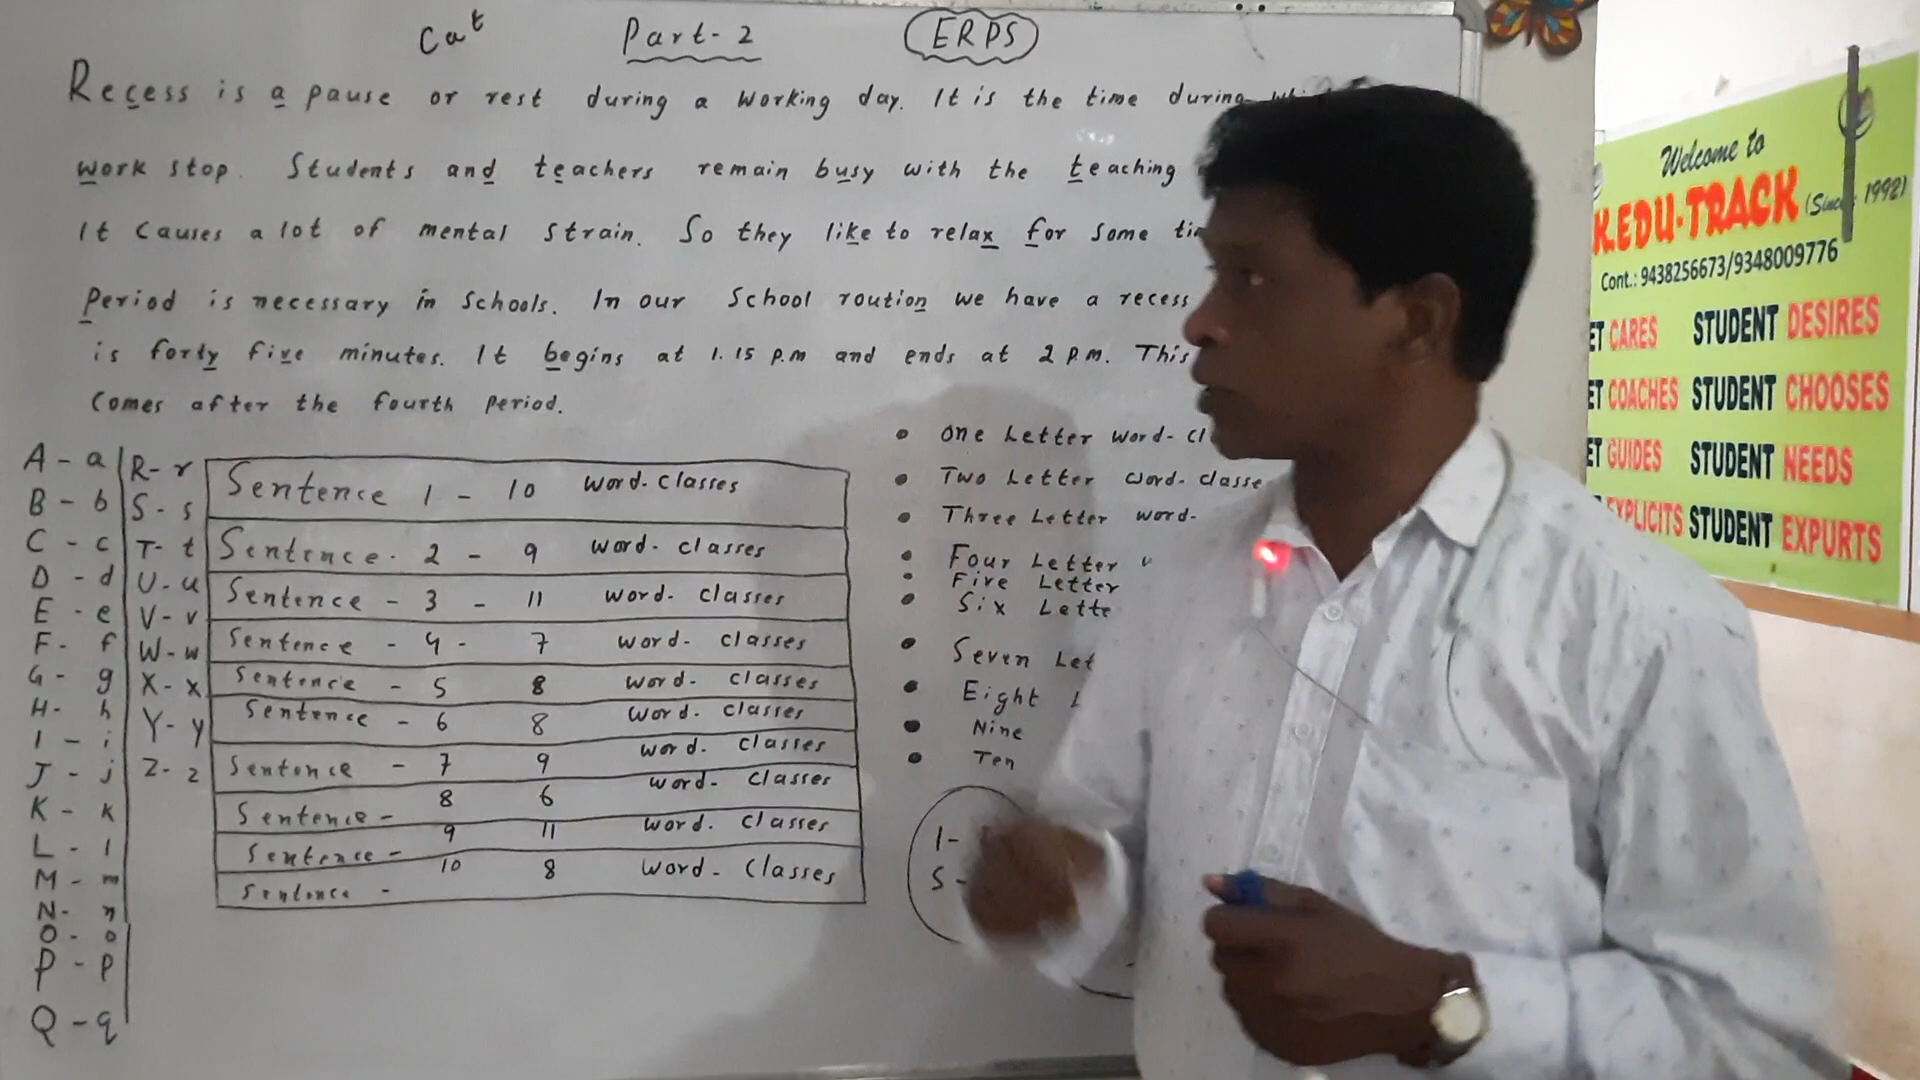 Cat Part-2 ERPS
Recess is a pause or rest during a working day. It is the time during
work stop. Students and teachers remain busy with the teaching
It causes a lot of mental strain. So they like to relax for some
Period is necessary in schools. In our School roution we have a recess
is forty five minutes. It begins at 1.15 p.m and ends at 2 p.m. This
Comes after the fourth period.
A - a
B - b
C - c
D - d
E - e
F - f
G - g
H - h
I - i
J - j
K - k
L - l
M - m
N - n
O - o
P - p
Q - q
R - r
S - s
T - t
U - u
V - v
W - w
X - x
Y - y
Z - z
Sentence 1 - 10 word-classes
Sentence - 2 - 9 word-classes
Sentence - 3 - 11 word-classes
Sentence - 4 - 7 word-classes
Sentence - 5 8 word-classes
Sentence - 6 8 word-classes
Sentence - 7 9 word-classes
Sentence - 8 6 word-classes
Sentence - 9 11 word-classes
Sentence - 10 8 word-classes
• One Letter word-
• Two Letter word-
• Three Letter word-
• Four Letter
• Five Letter
• Six
• Seven
• Eight
• Nine
• Ten
1-
5-
Welcome to
K.EDU-TRACK 1992)
Cont.: 9438256673/9348009776
CARES STUDENT DESIRES
COACHES STUDENT CHOOSES
GUIDES STUDENT NEEDS
STUDENT EXPURTS